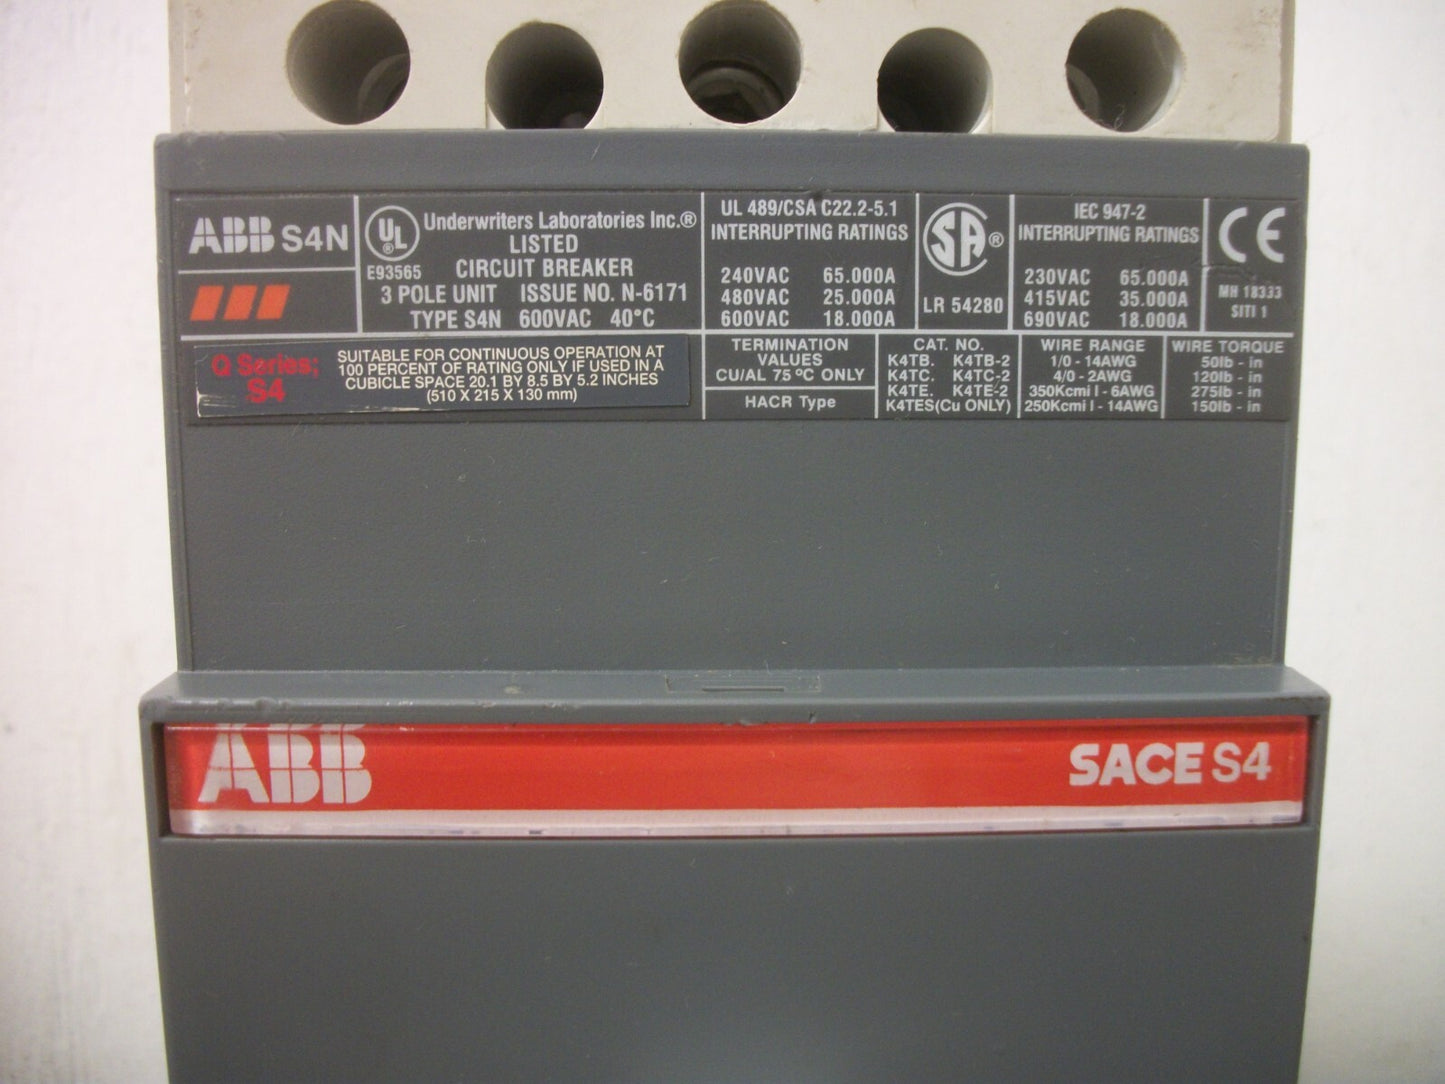 ABB S4N
UL®
E93565
Underwriters Laboratories Inc.®
LISTED
CIRCUIT BREAKER
3 POLE UNIT ISSUE NO. N-6171
TYPE S4N 600VAC 40°C
UL 489/CSA C22.2-5.1
INTERRUPTING RATINGS
240VAC 65.000A
480VAC 25.000A
600VAC 18.000A
SA®
LR 54280
IEC 947-2
INTERRUPTING RATINGS
230VAC 65.000A
415VAC 35.000A
690VAC 18.000A
CE
MH 18333
SITI 1
Q Series;
S4
SUITABLE FOR CONTINUOUS OPERATION AT
100 PERCENT OF RATING ONLY IF USED IN A
CUBICLE SPACE 20.1 BY 8.5 BY 5.2 INCHES
(510 X 215 X 130 mm)
TERMINATION
VALUES
CU/AL 75 °C ONLY
HACR Type
CAT. NO.
K4TB. K4TB-2
K4TC. K4TC-2
K4TE. K4TE-2
K4TES(Cu ONLY)
WIRE RANGE
1/0 - 14AWG
4/0 - 2AWG
350Kcmi l - 6AWG
250Kcmi l - 14AWG
WIRE TORQUE
50lb - in
120lb - in
275lb - in
150lb - in
ABB
SACE S4